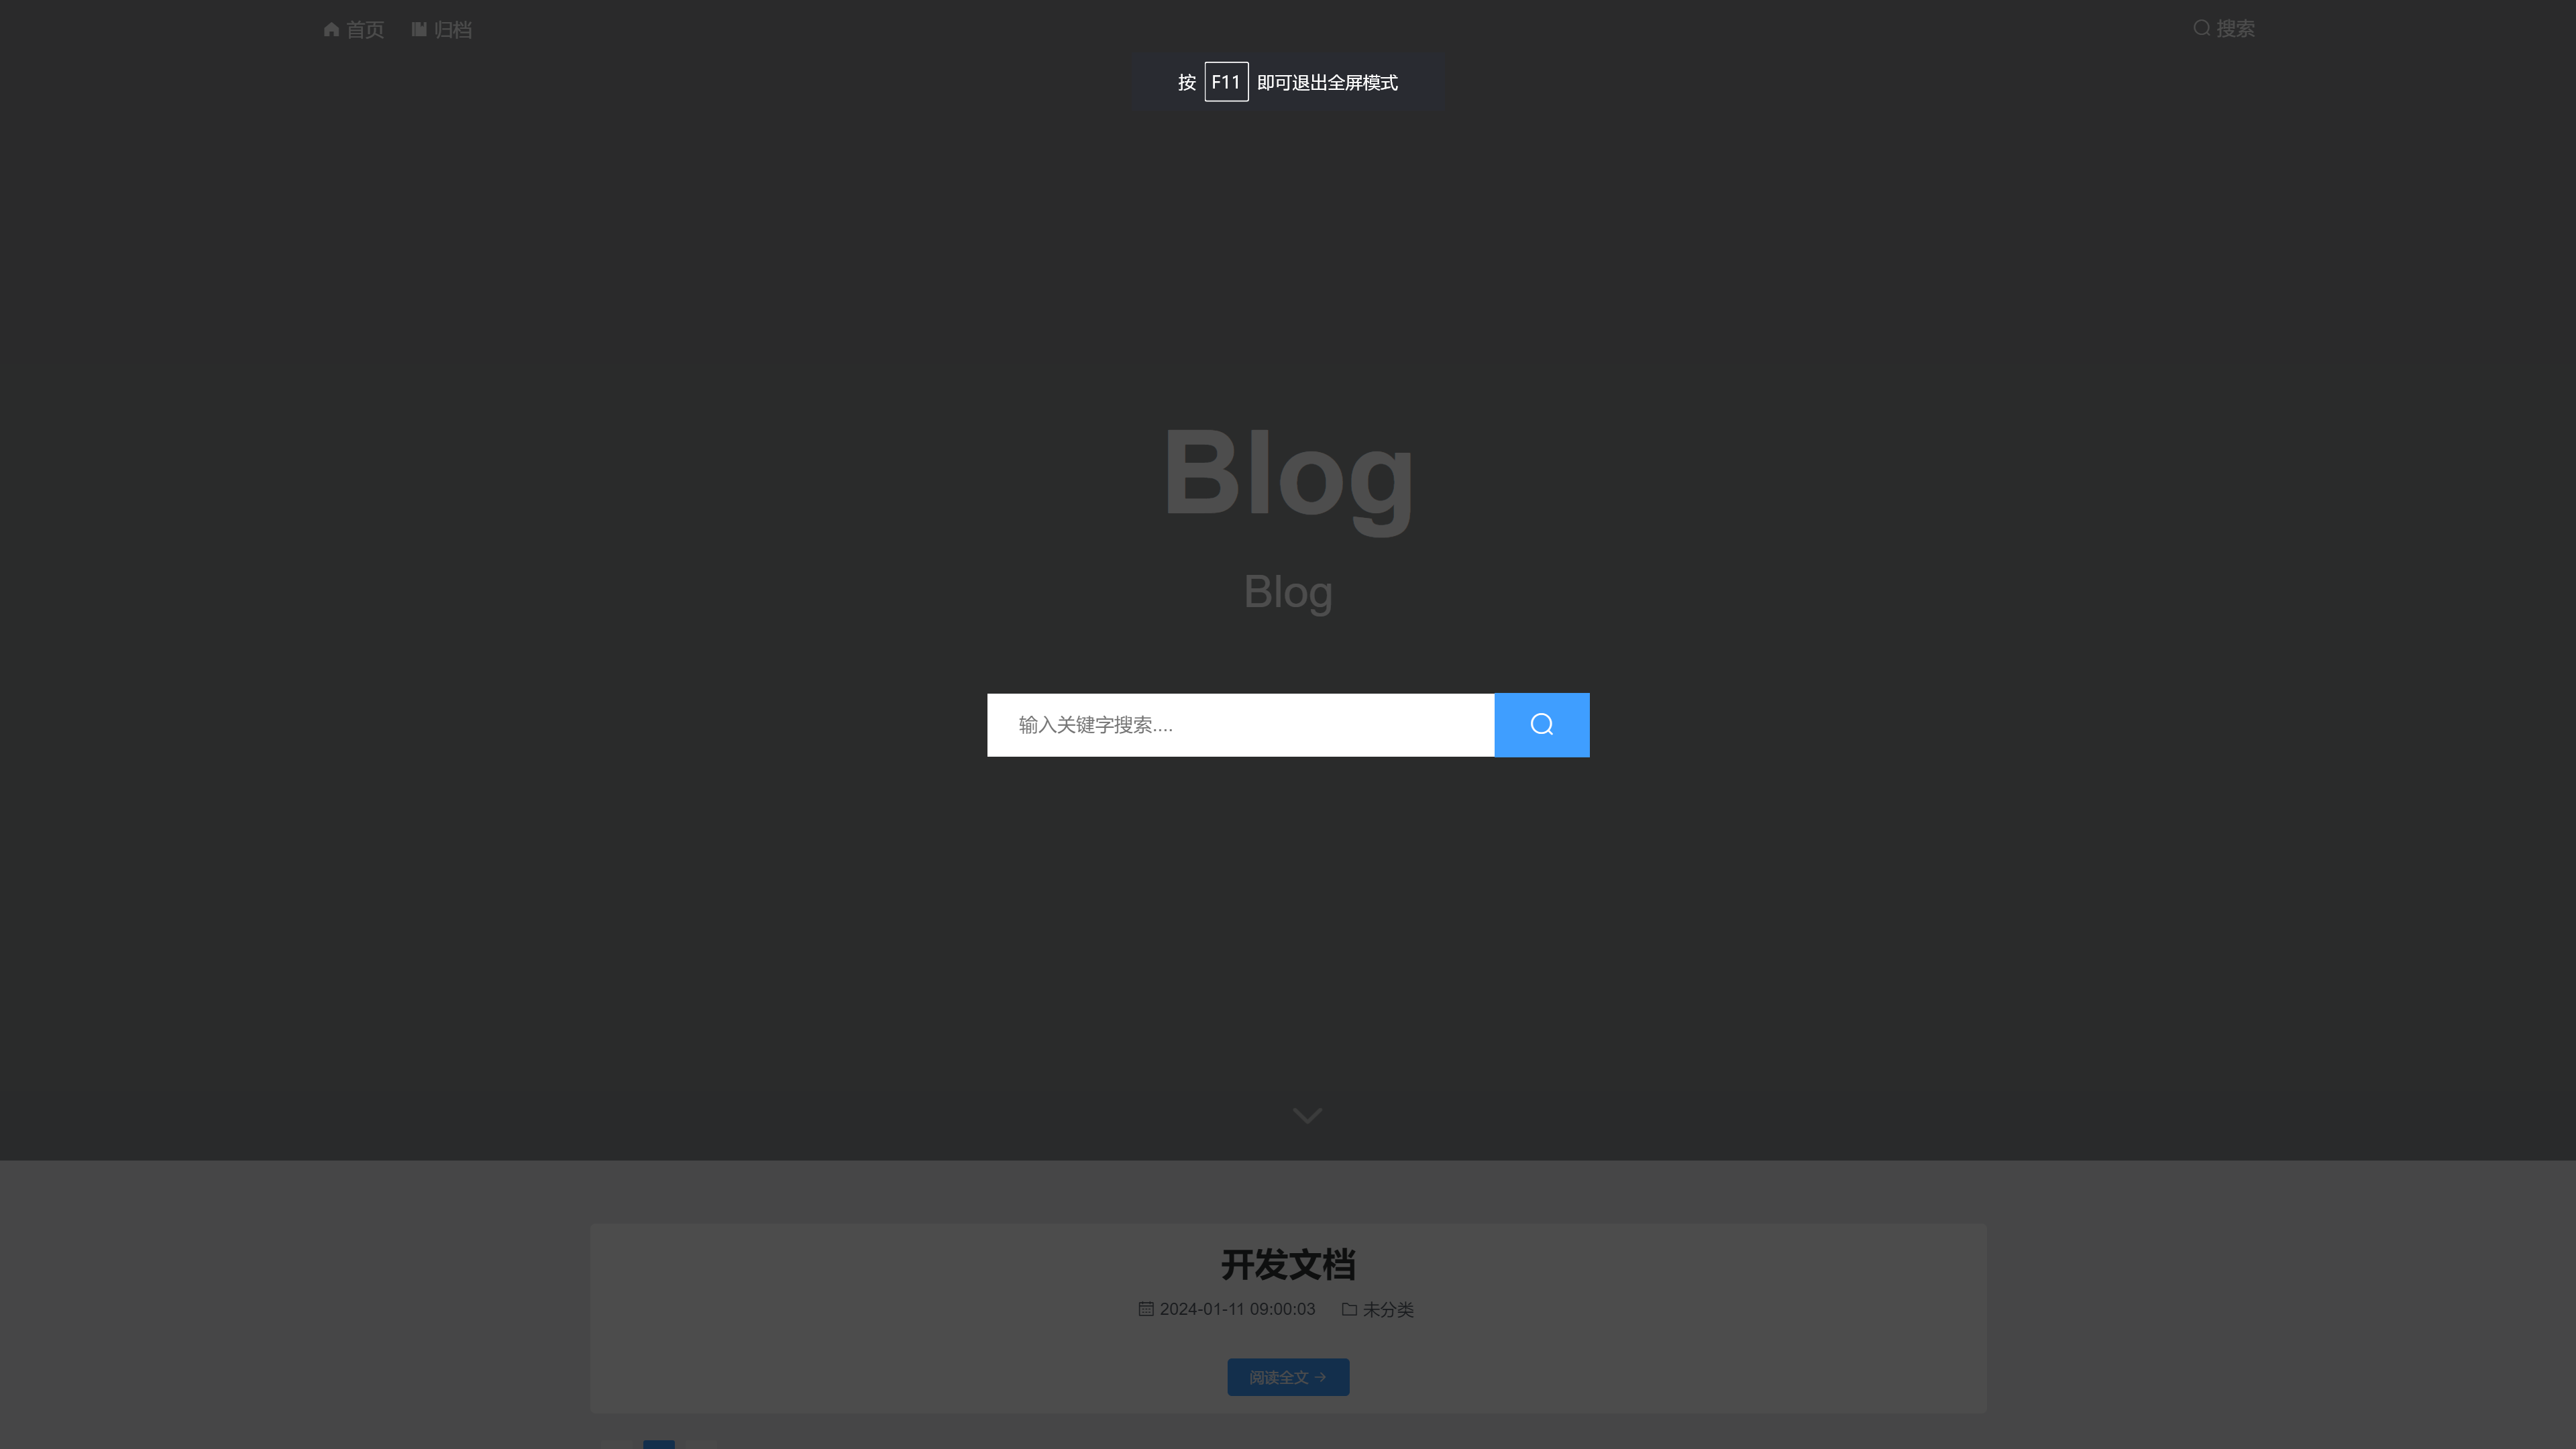 首页 归档 搜索
按 F11 即可退出全屏模式
Blog
Blog
输入关键字搜索....
开发文档
2024-01-11 09:00:03 未分类
阅读全文 →